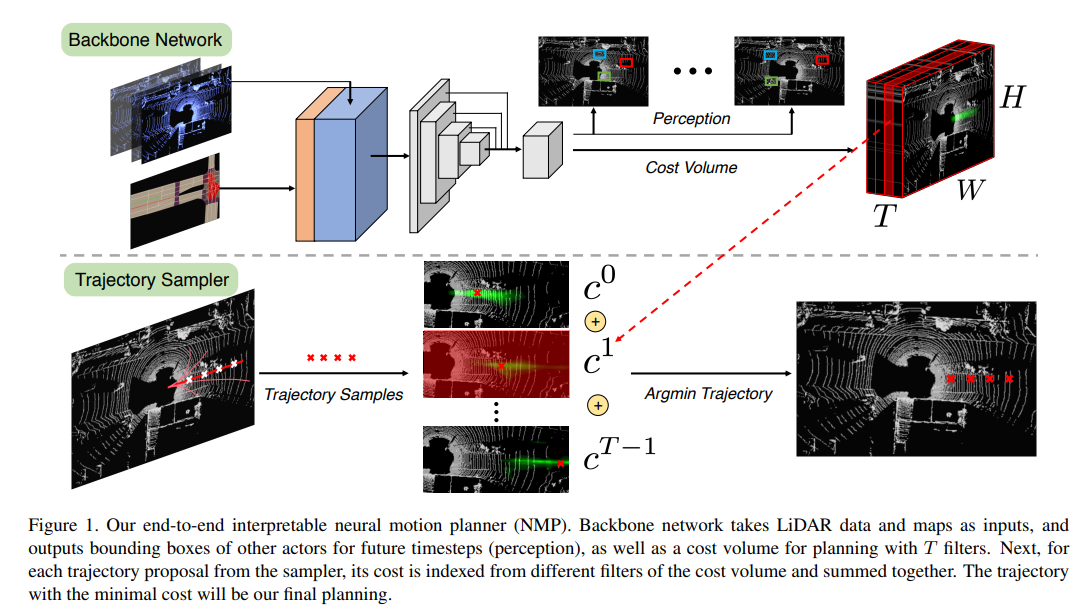 Backbone Network
Perception
Cost Volume
H
W
T
Trajectory Sampler
Trajectory Samples
c^0
+
c^1
+
c^{T-1}
Argmin Trajectory
Figure 1. Our end-to-end interpretable neural motion planner (NMP). Backbone network takes LiDAR data and maps as inputs, and
outputs bounding boxes of other actors for future timesteps (perception), as well as a cost volume for planning with T filters. Next, for
each trajectory proposal from the sampler, its cost is indexed from different filters of the cost volume and summed together. The trajectory
with the minimal cost will be our final planning.